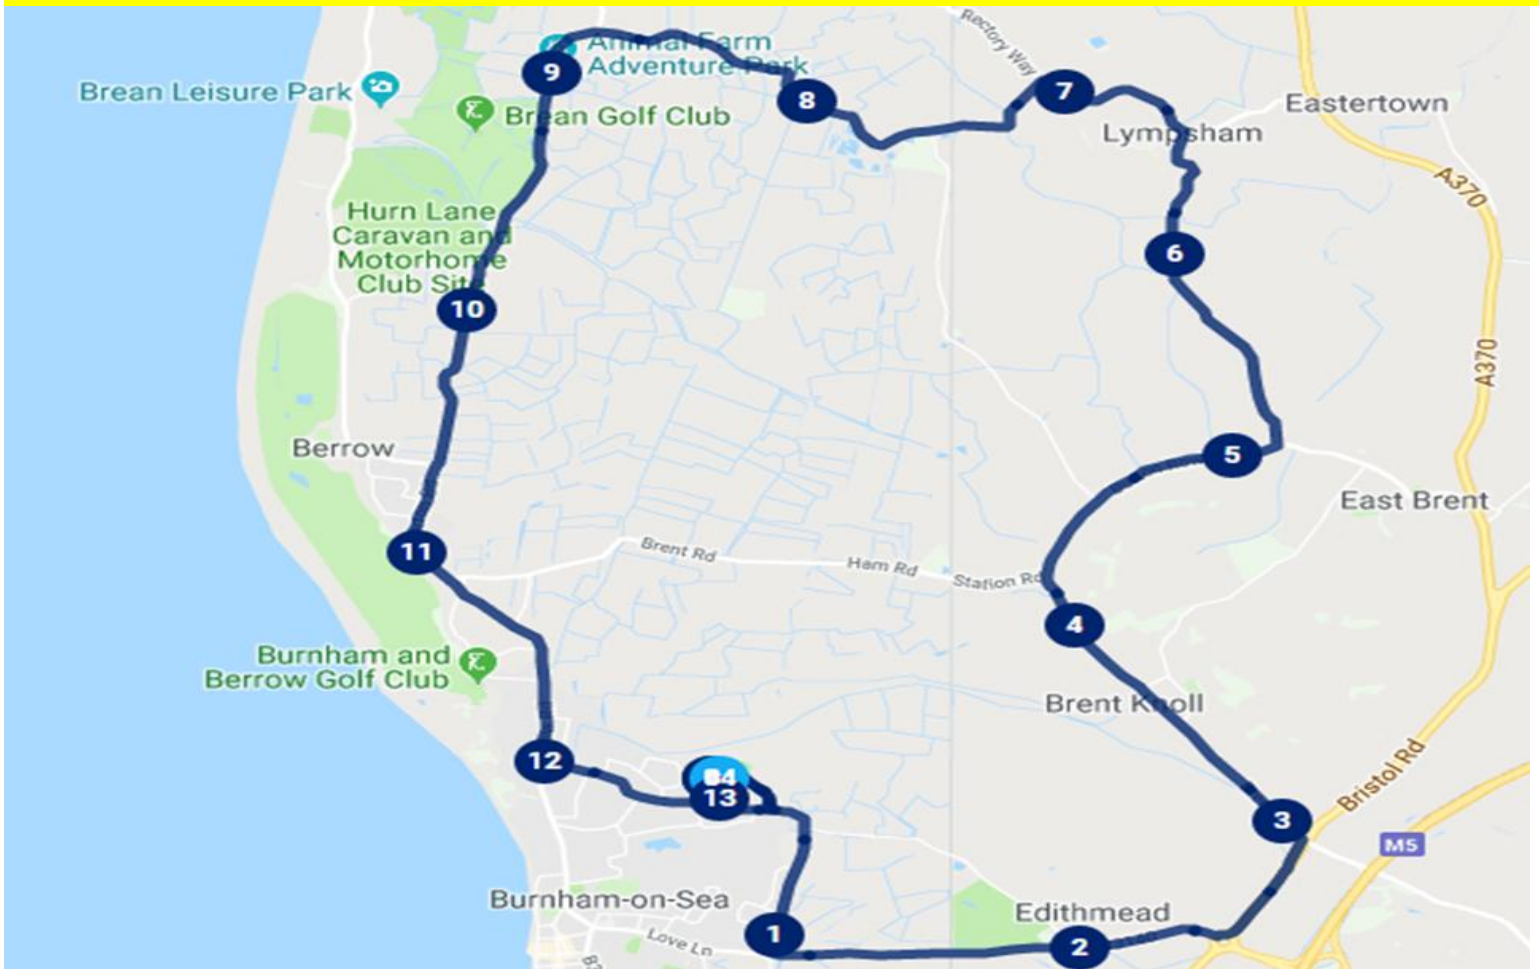 Animal Farm
Adventure Park
Rectory Way
9
7
8
Brean Leisure Park
Eastertown
Brean Golf Club
Lympsham
A370
Hurn Lane
Caravan and
Motorhome
Club Site
6
10
A370
Berrow
5
East Brent
11
Brent Rd
Ham Rd
Station Rd
4
Burnham and
Berrow Golf Club
Brent Knoll
12
Bristol Rd
13
3
M5
Burnham-on-Sea
Edithmead
1
Love Ln
2